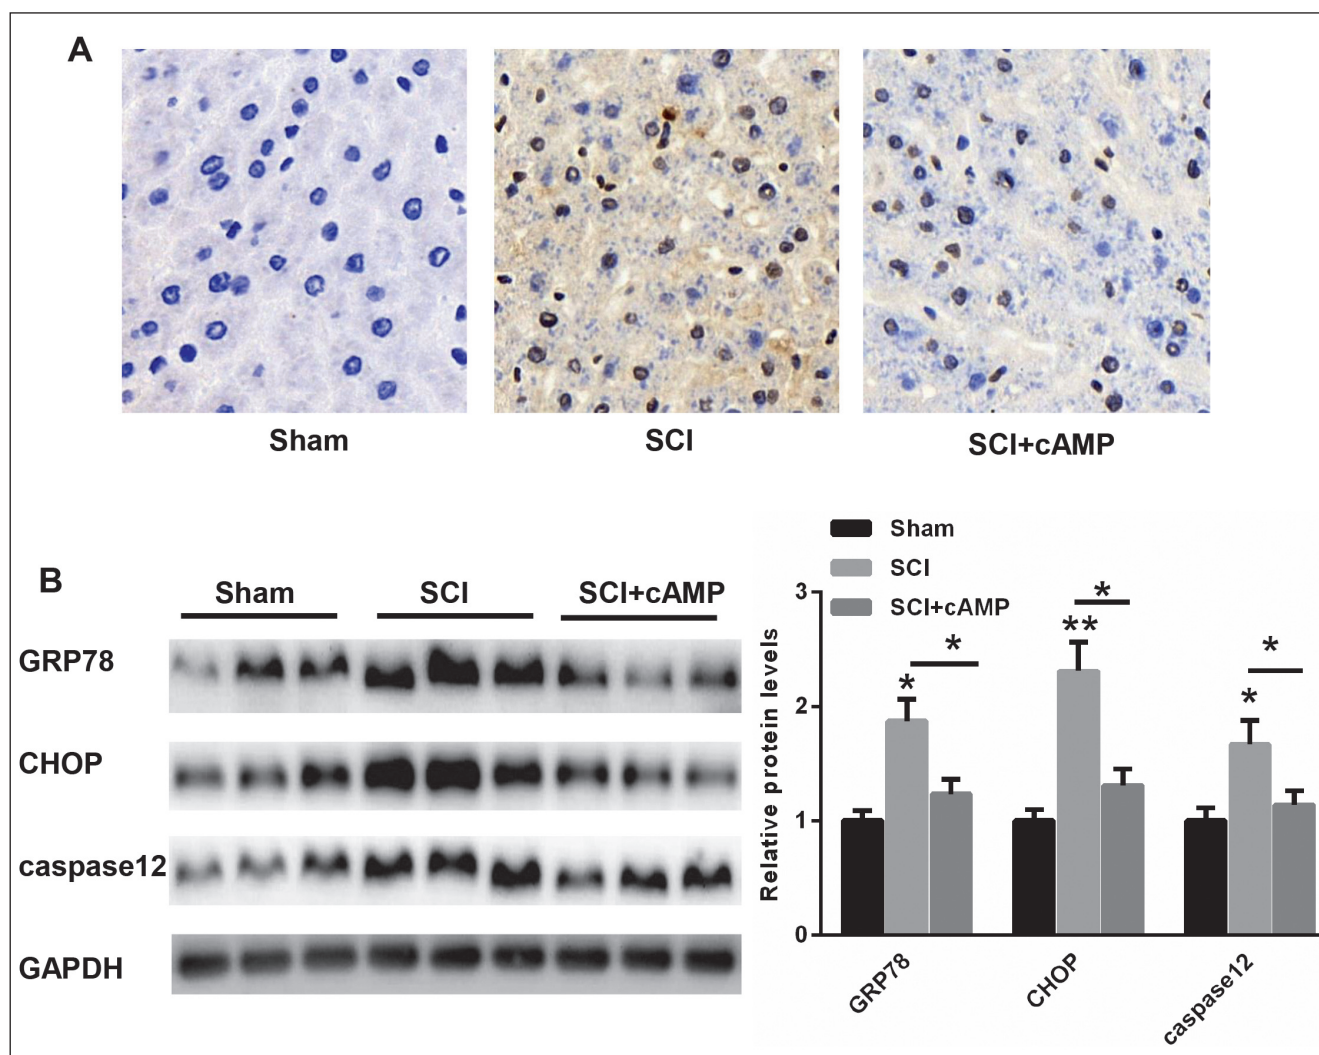 A
Sham SCI SCI+cAMP
B
Sham SCI SCI+cAMP
GRP78
CHOP
caspase12
GAPDH
Sham
SCI
SCI+cAMP
Relative protein levels
3
2
1
0
* *
** *
* *
GRP78 CHOP caspase12